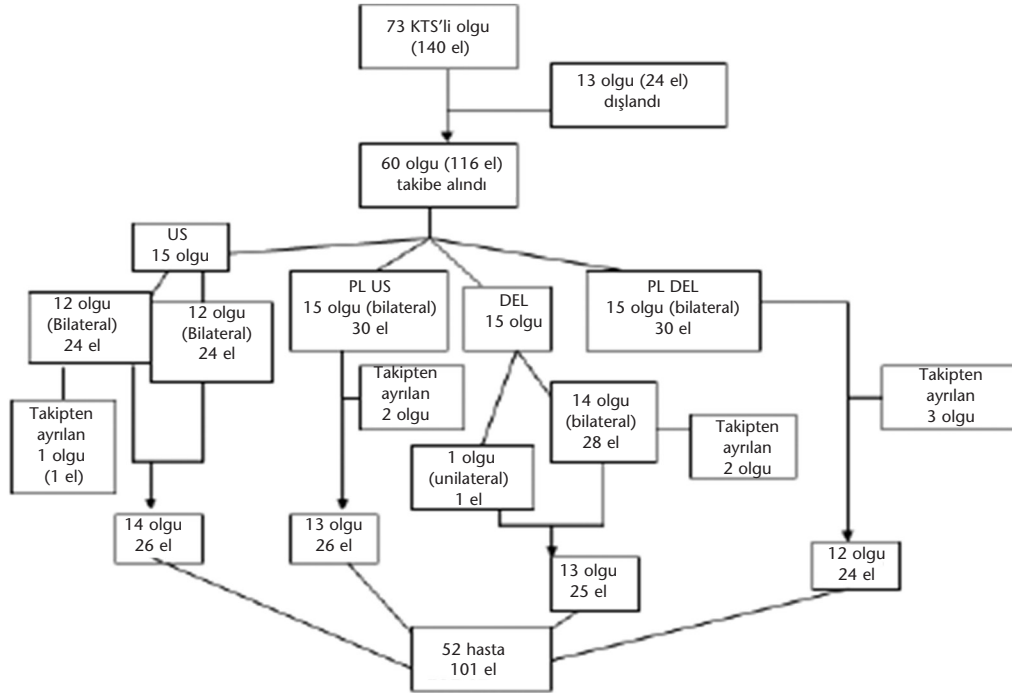 73 KTS'li olgu
(140 el)
13 olgu (24 el)
dışlandı
60 olgu (116 el)
takibe alındı
US
15 olgu
PL US
15 olgu (bilateral)
30 el
DEL
15 olgu
PL DEL
15 olgu (bilateral)
30 el
12 olgu
(Bilateral)
24 el
12 olgu
(Bilateral)
24 el
Takipten
ayrılan
2 olgu
14 olgu
(bilateral)
28 el
Takipten
ayrılan
3 olgu
Takipten
ayrılan
1 olgu
(1 el)
1 olgu
(unilateral)
1 el
Takipten
ayrılan
2 olgu
14 olgu
26 el
13 olgu
26 el
13 olgu
25 el
12 olgu
24 el
52 hasta
101 el